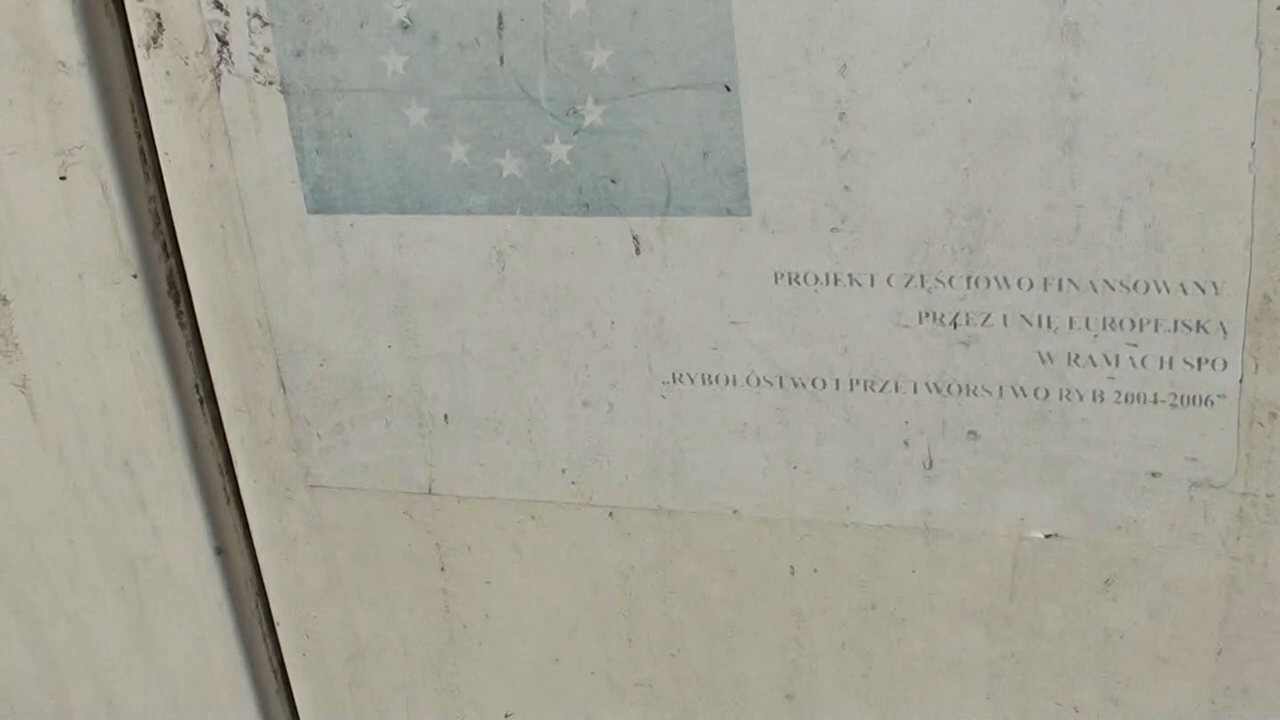 PROJEKT CZĘŚCIOWO FINANSOWANY
PRZEZ UNIĘ EUROPEJSKĄ
W RAMACH SPO
„RYBOŁÓSTWO I PRZETWÓRSTWO RYB 2004-2006”